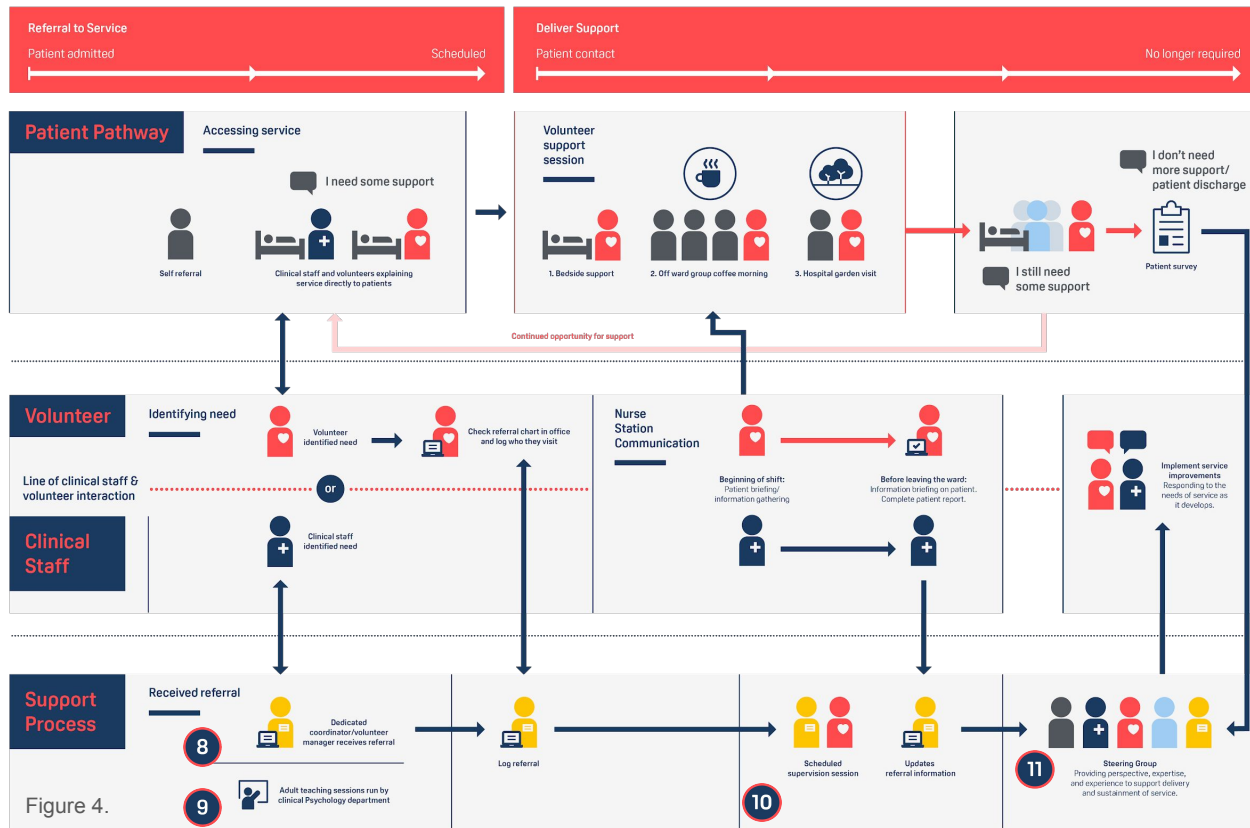 Referral to Service
Patient admitted
Scheduled
Deliver Support
Patient contact
No longer required
Patient Pathway
Accessing service
I need some support
Self referral
Clinical staff and volunteers explaining
service directly to patients
Volunteer
support
session
1. Bedside support
2. Off ward group coffee morning
3. Hospital garden visit
I don't need
more support/
patient discharge
I still need
some support
Patient survey
Continued opportunity for support
Volunteer
Identifying need
Volunteer
identified need
Check referral chart in office
and log who they visit
Nurse
Station
Communication
Beginning of shift:
Patient briefing/
information gathering
Before leaving the ward:
Information briefing on patient.
Complete patient report.
Implement service
improvements
Responding to the
needs of service as
it develops.
Line of clinical staff &
volunteer interaction
or
Clinical
Staff
Clinical staff
identified need
Support
Process
Received referral
8
Dedicated
coordinator/volunteer
manager receives referral
9
Adult teaching sessions run by
clinical Psychology department
Log referral
10
Scheduled
supervision session
Updates
referral information
11
Steering Group
Providing perspective, expertise,
and experience to support delivery
and sustainment of service.
Figure 4.